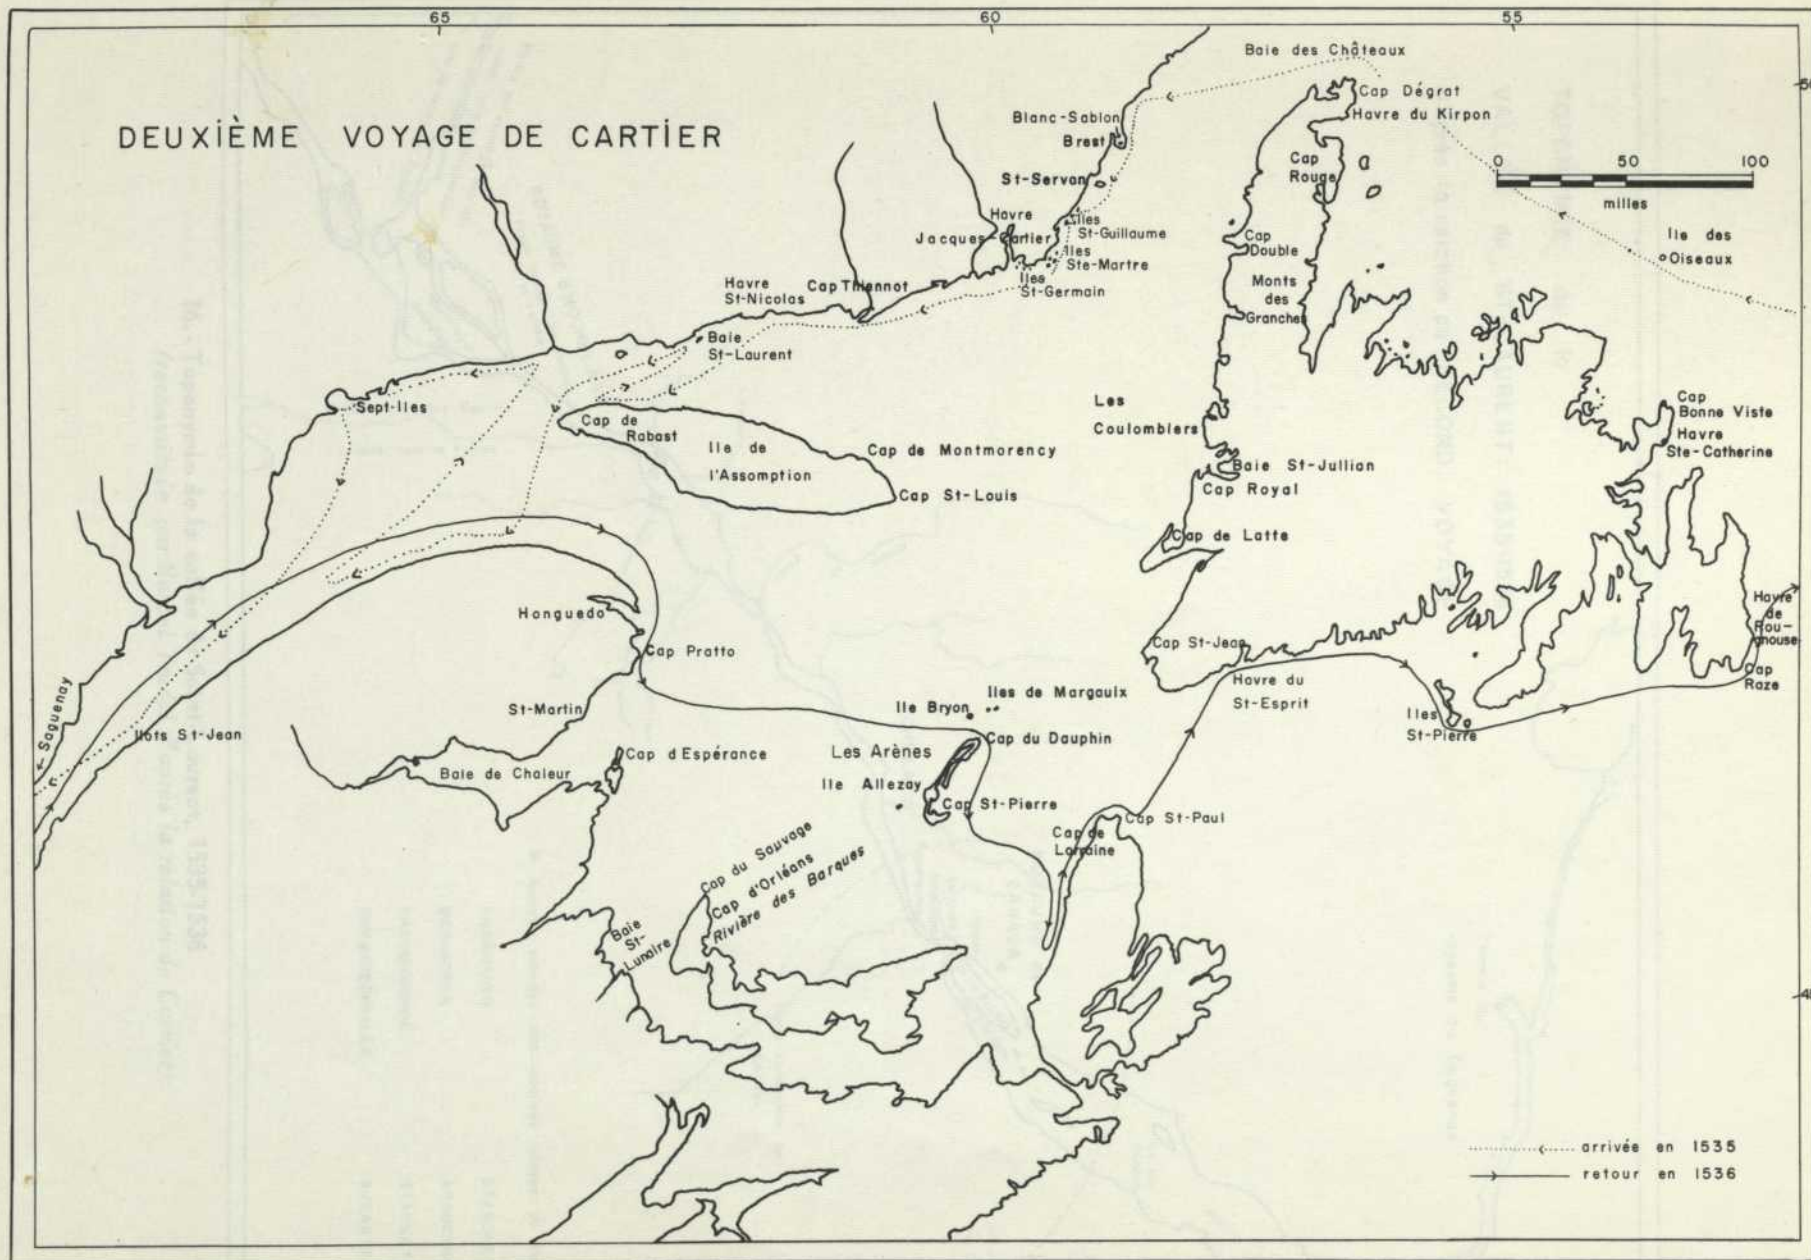 65
60
55
50
DEUXIÈME VOYAGE DE CARTIER
Baie des Châteaux
Cap Dégrat
Havre du Kirpon
Blanc-Sablon
Brest
St-Servan
Cap
Rouge
0 50 100
milles
Havre
Jacques-Cartier
Iles
St-Guillaume
Iles
Ste-Martre
Iles
St-Germain
Cap
Double
Ile des
Oiseaux
Havre
St-Nicolas
Cap Thiennot
Monts
des
Granches
Baie
St-Laurent
Sept-Iles
Cap de
Rabast
Ile de
l'Assomption
Cap de Montmorency
Cap St-Louis
Les
Coulombiers
Cap
Bonne Viste
Havre
Ste-Catherine
Baie St-Jullian
Cap Royal
Cap de Latte
Honguedo
Cap Pratto
Cap St-Jean
Havre
de
Rou-
gnouse
Cap
Raze
Saguenay
Ilots St-Jean
St-Martin
Ile Bryon
Iles de Margaulx
Havre du
St-Esprit
Iles
St-Pierre
Cap d'Espérance
Baie de Chaleur
Les Arènes
Cap du Dauphin
Ile Allezay
Cap St-Pierre
Cap St-Paul
Cap de
Lorraine
Cap du Sauvage
Cap d'Orléans
Rivière des Barques
Baie
St-
Lunaire
arrivée en 1535
retour en 1536